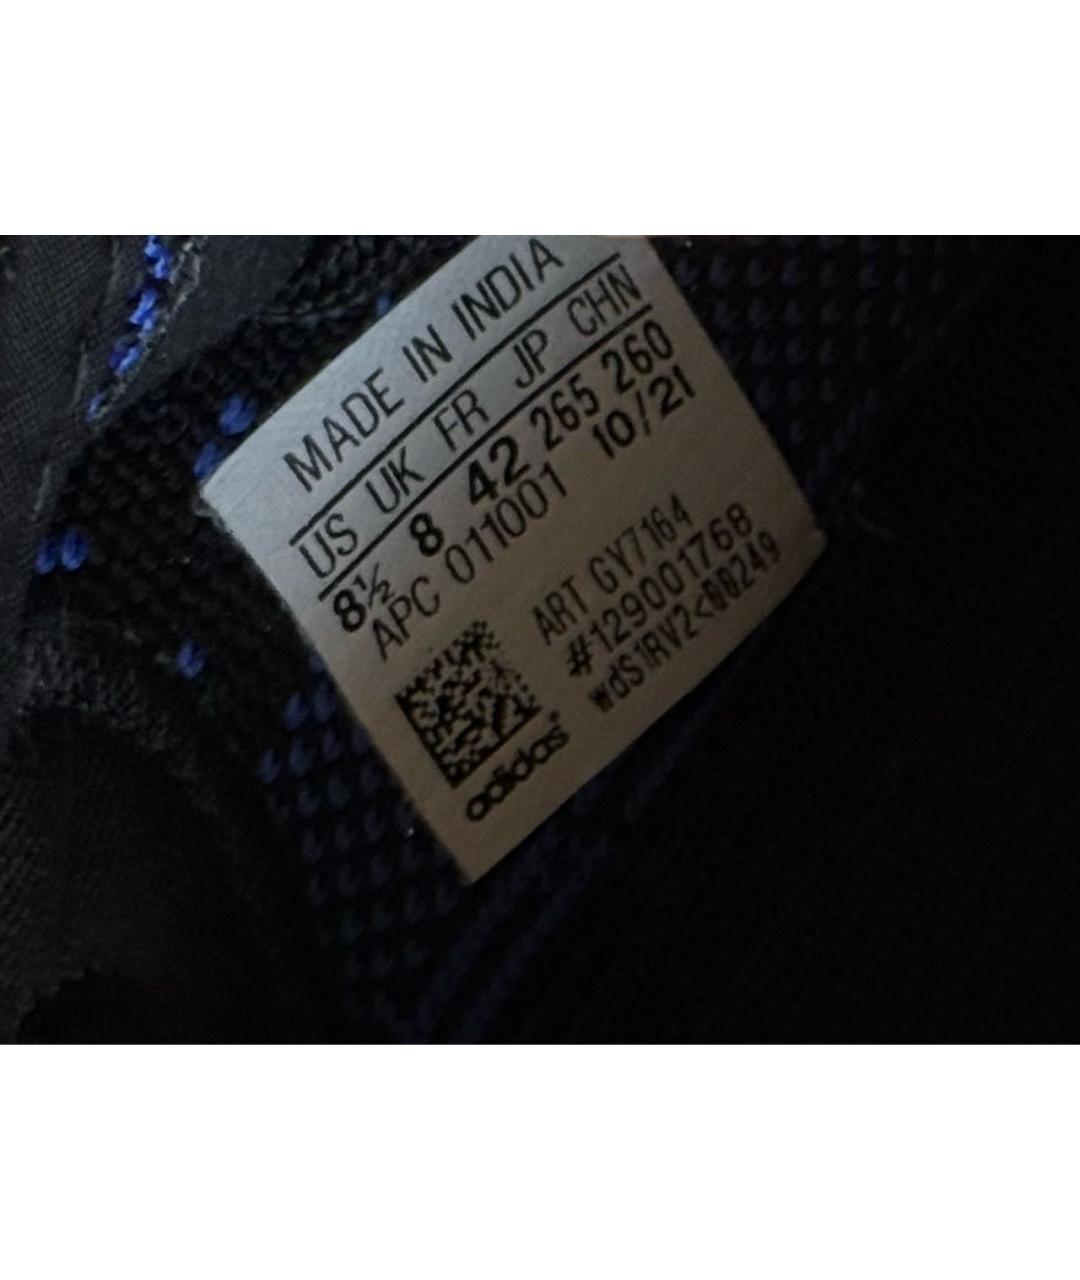 MADE IN INDIA
US UK FR JP CHN
8½ 8 42 265 260
APC 011001 10/21
ART GY7164
#129001768
adidas